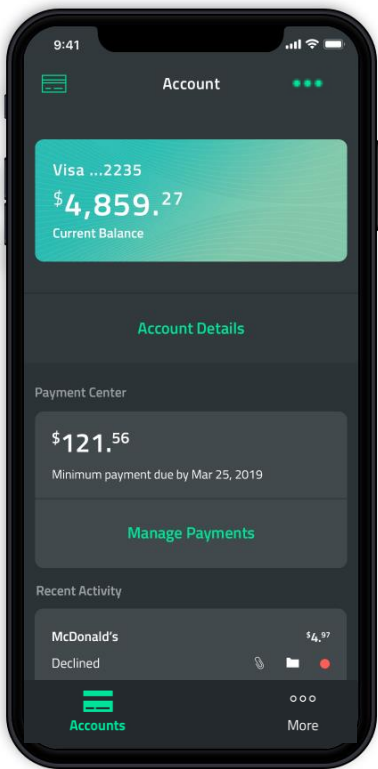 9:41
Account
Visa ...2235
$4,859.27
Current Balance
Account Details
Payment Center
$121.56
Minimum payment due by Mar 25, 2019
Manage Payments
Recent Activity
McDonald's $4.97
Declined
Accounts
More